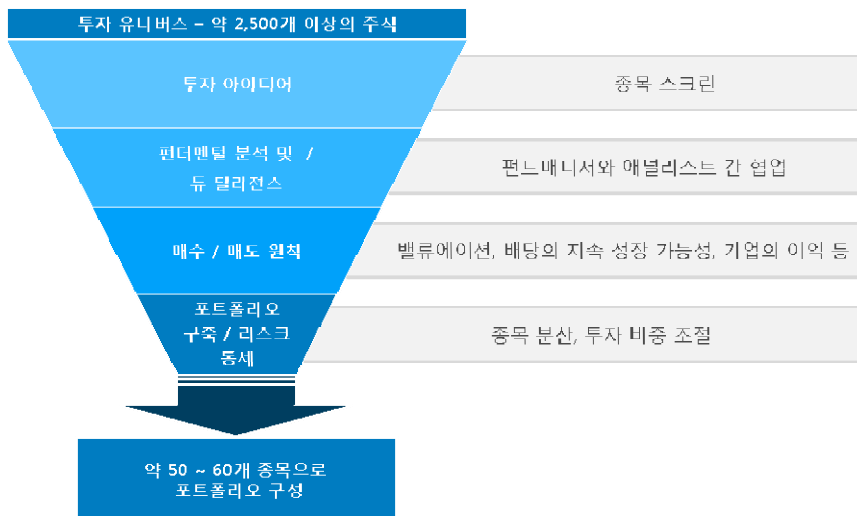 투자 유니버스 – 약 2,500개 이상의 주식
투자 아이디어
종목 스크린
펀더멘털 분석 및 /
듀 딜리전스
펀드매니저와 애널리스트 간 협업
매수 / 매도 원칙
밸류에이션, 배당의 지속 성장 가능성, 기업의 이익 등
포트폴리오
구축 / 리스크
통제
종목 분산, 투자 비중 조절
약 50 ~ 60개 종목으로
포트폴리오 구성